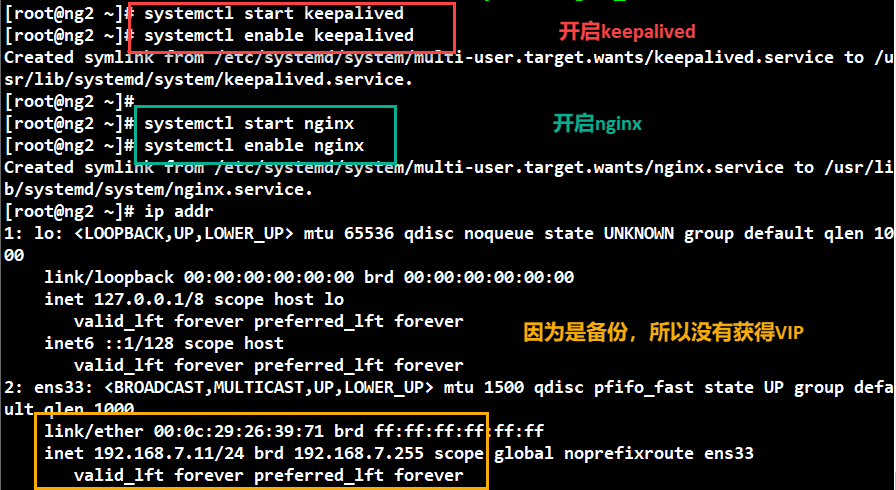 [root@ng2 ~]# systemctl start keepalived
[root@ng2 ~]# systemctl enable keepalived
开启keepalived
Created symlink from /etc/systemd/system/multi-user.target.wants/keepalived.service to /u
sr/lib/systemd/system/keepalived.service.
[root@ng2 ~]#
[root@ng2 ~]# systemctl start nginx
开启nginx
[root@ng2 ~]# systemctl enable nginx
Created symlink from /etc/systemd/system/multi-user.target.wants/nginx.service to /usr/li
b/systemd/system/nginx.service.
[root@ng2 ~]# ip addr
1: lo: <LOOPBACK,UP,LOWER_UP> mtu 65536 qdisc noqueue state UNKNOWN group default qlen 10
00
link/loopback 00:00:00:00:00:00 brd 00:00:00:00:00:00
inet 127.0.0.1/8 scope host lo
valid_lft forever preferred_lft forever
因为是备份，所以没有获得VIP
inet6 ::1/128 scope host
valid_lft forever preferred_lft forever
2: ens33: <BROADCAST,MULTICAST,UP,LOWER_UP> mtu 1500 qdisc pfifo_fast state UP group defa
ult qlen 1000
link/ether 00:0c:29:26:39:71 brd ff:ff:ff:ff:ff:ff
inet 192.168.7.11/24 brd 192.168.7.255 scope global noprefixroute ens33
valid_lft forever preferred_lft forever